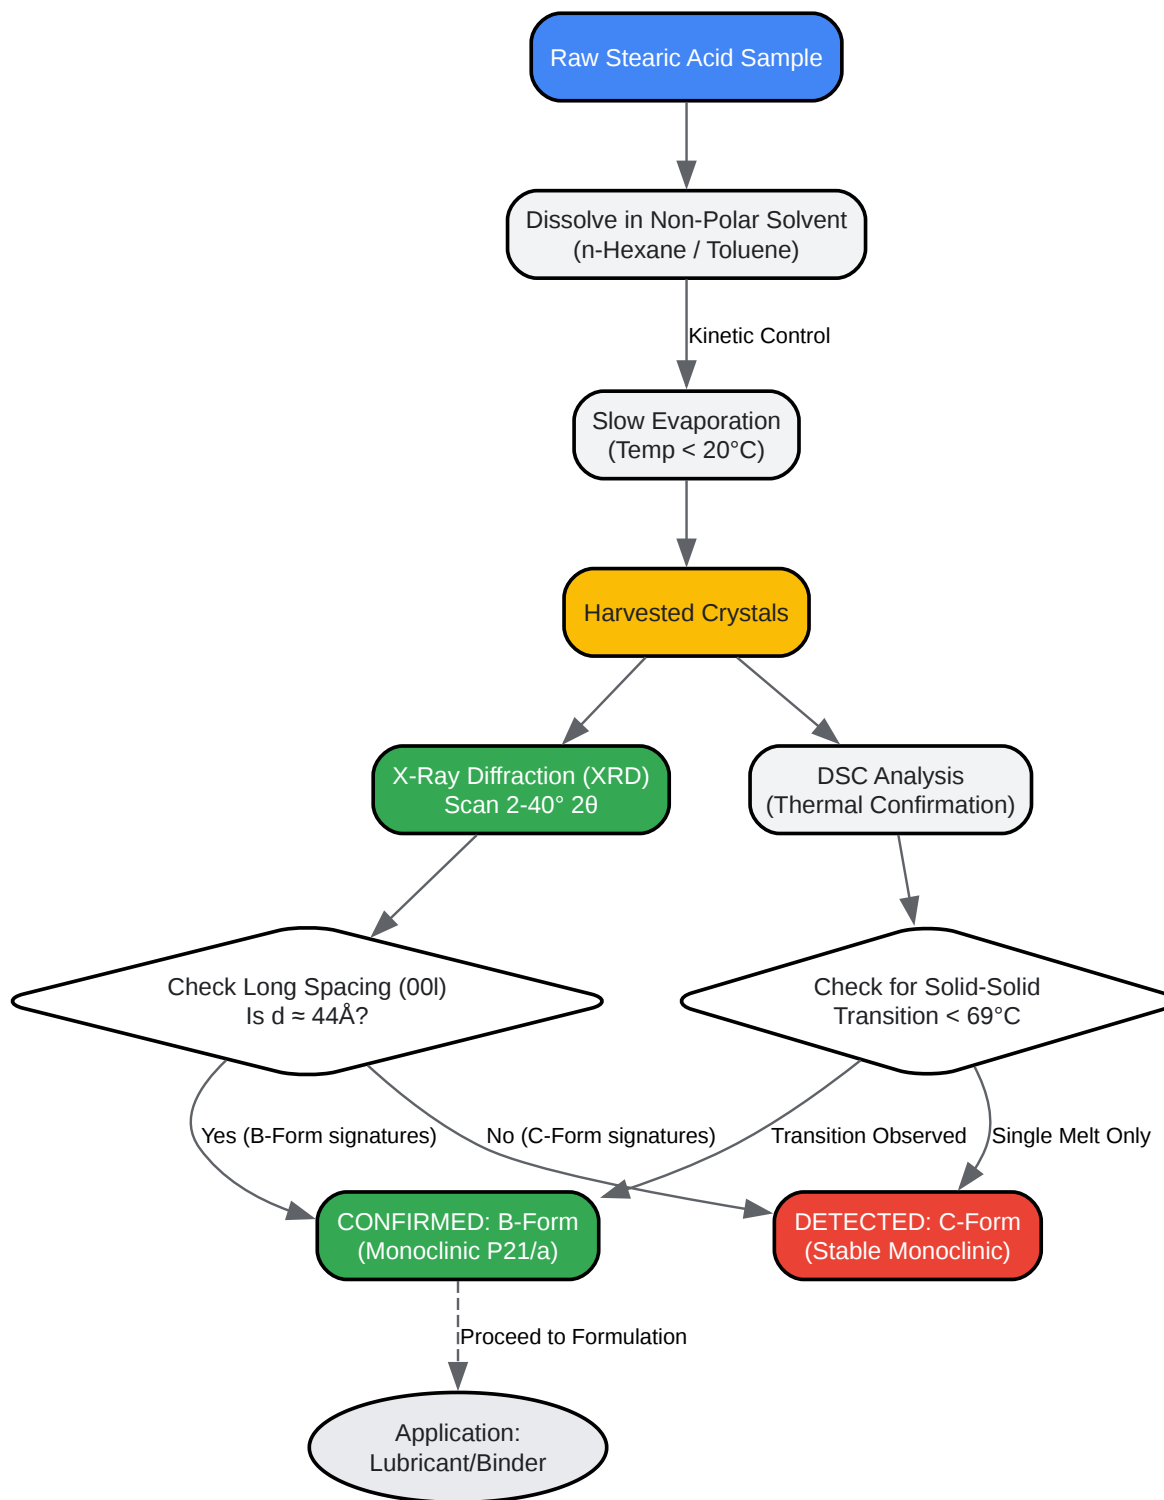 Raw Stearic Acid Sample
Dissolve in Non-Polar Solvent
(n-Hexane / Toluene)
Kinetic Control
Slow Evaporation
(Temp < 20°C)
Harvested Crystals
X-Ray Diffraction (XRD)
Scan 2-40° 2θ
DSC Analysis
(Thermal Confirmation)
Check Long Spacing (00l)
Is d ≈ 44Å?
Check for Solid-Solid
Transition < 69°C
Yes (B-Form signatures)
No (C-Form signatures)
Transition Observed
Single Melt Only
CONFIRMED: B-Form
(Monoclinic P21/a)
DETECTED: C-Form
(Stable Monoclinic)
Proceed to Formulation
Application:
Lubricant/Binder